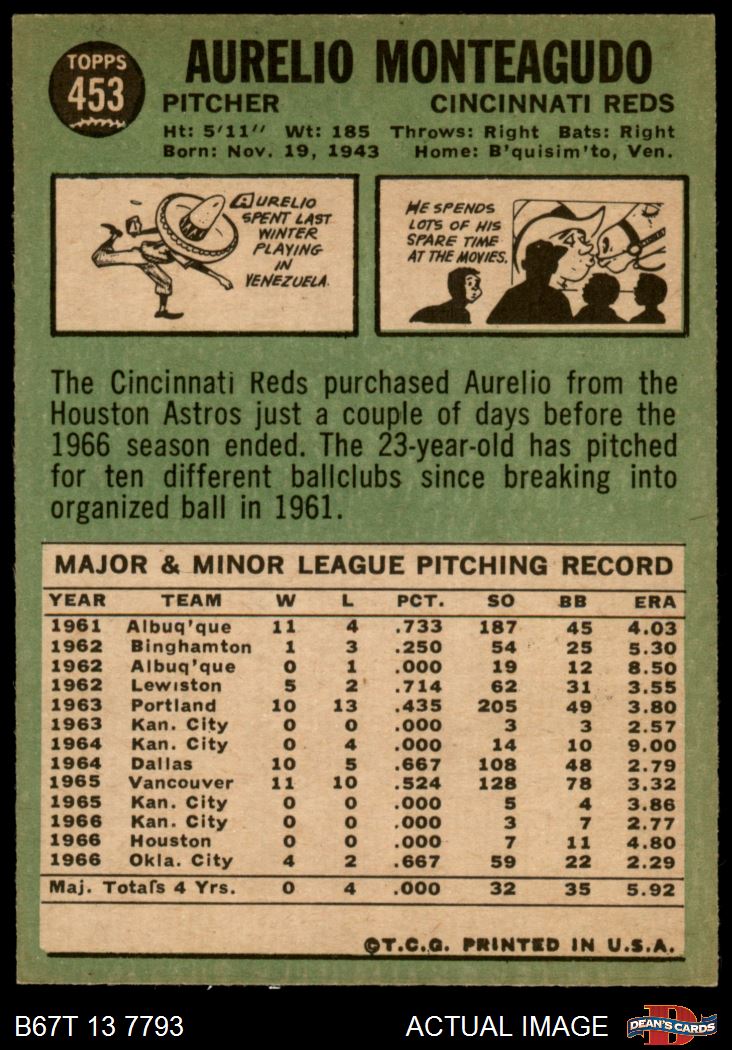 TOPPS
453
AURELIO MONTEAGUDO
PITCHER CINCINNATI REDS
Ht: 5'11" Wt: 185 Throws: Right Bats: Right
Born: Nov. 19, 1943 Home: B'quisim'to, Ven.
AURELIO
SPENT LAST
WINTER
PLAYING
IN
VENEZUELA.
HE SPENDS
LOTS OF HIS
SPARE TIME
AT THE MOVIES.
The Cincinnati Reds purchased Aurelio from the
Houston Astros just a couple of days before the
1966 season ended. The 23-year-old has pitched
for ten different ballclubs since breaking into
organized ball in 1961.
MAJOR & MINOR LEAGUE PITCHING RECORD
YEAR TEAM W L PCT. SO BB ERA
1961 Albuq'que 11 4 .733 187 45 4.03
1962 Binghamton 1 3 .250 54 25 5.30
1962 Albuq'que 0 1 .000 19 12 8.50
1962 Lewiston 5 2 .714 62 31 3.55
1963 Portland 10 13 .435 205 49 3.80
1963 Kan. City 0 0 .000 3 3 2.57
1964 Kan. City 0 4 .000 14 10 9.00
1964 Dallas 10 5 .667 108 48 2.79
1965 Vancouver 11 10 .524 128 78 3.32
1965 Kan. City 0 0 .000 5 4 3.86
1966 Kan. City 0 0 .000 3 7 2.77
1966 Houston 0 0 .000 7 11 4.80
1966 Okla. City 4 2 .667 59 22 2.29
Maj. Totals 4 Yrs. 0 4 .000 32 35 5.92
©T.C.G. PRINTED IN U.S.A.
B67T 13 7793 ACTUAL IMAGE
D
DEAN'S CARDS